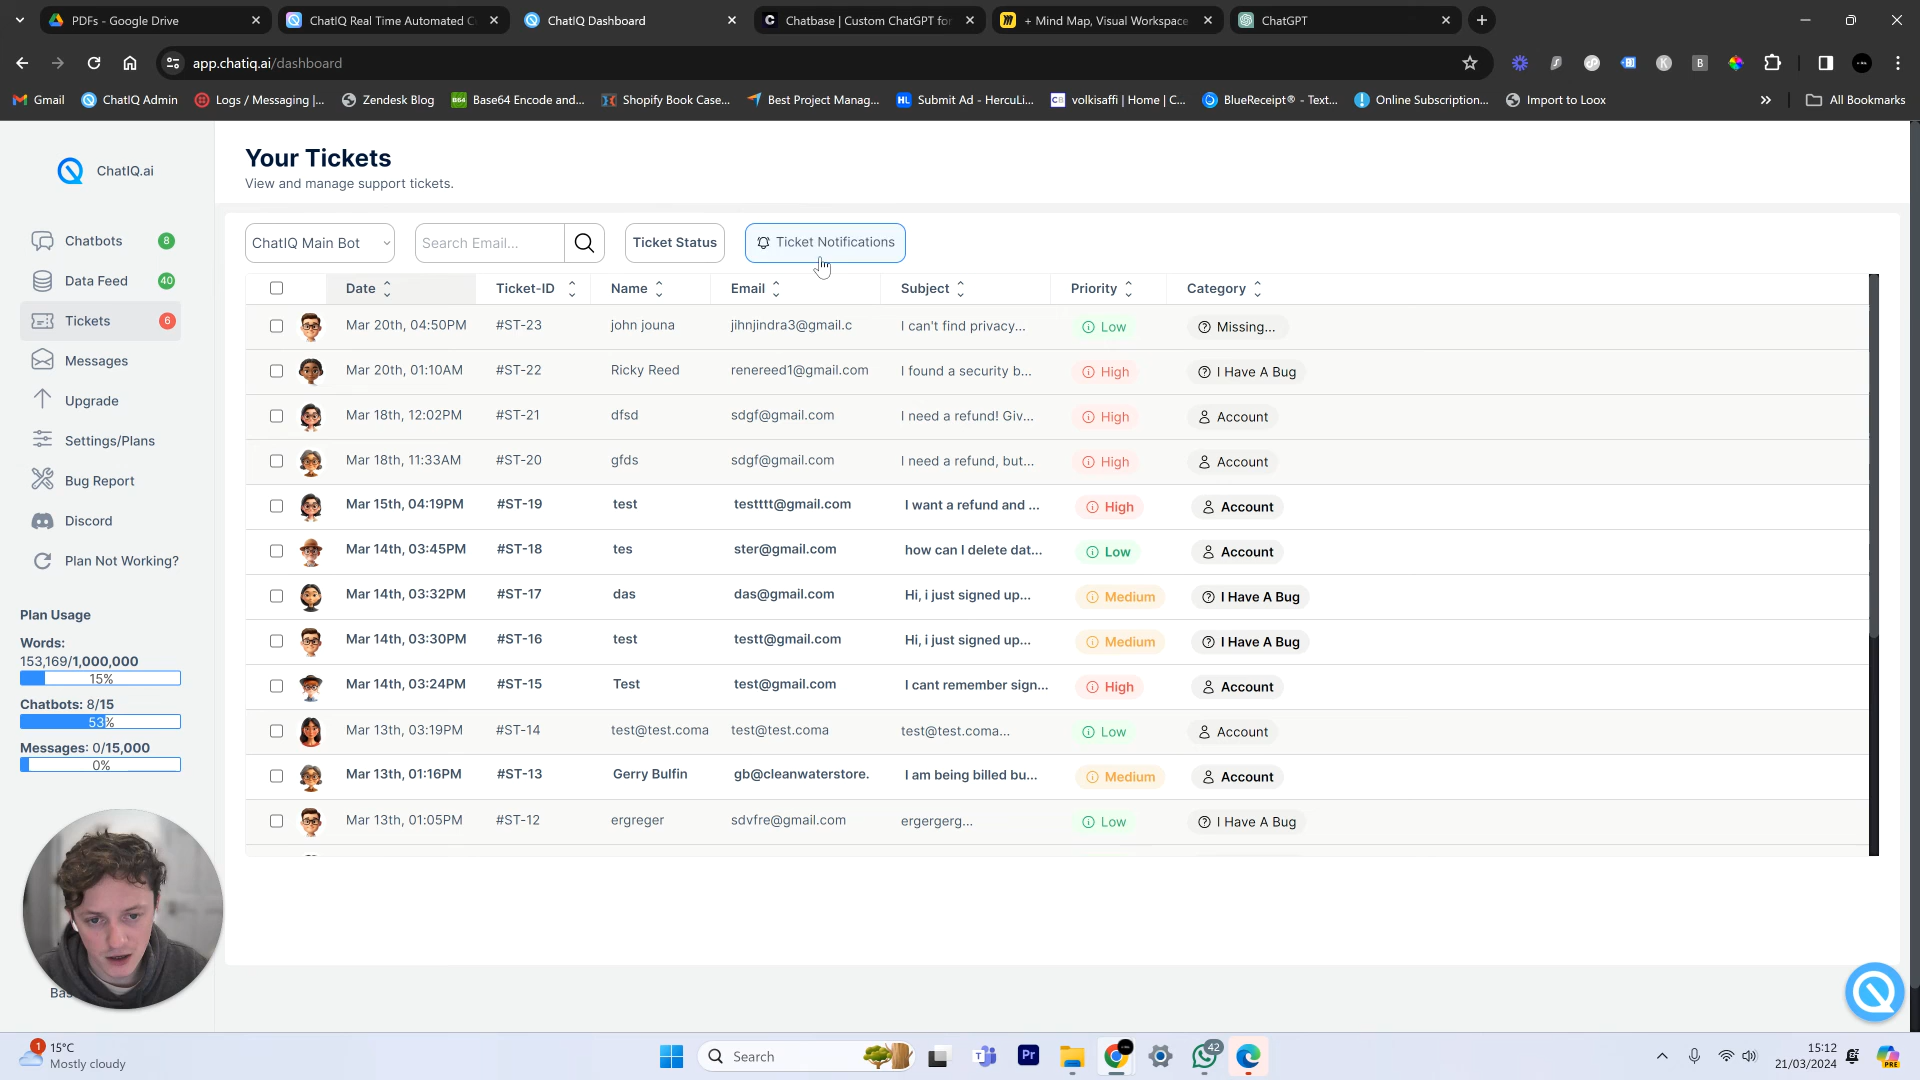 PDFs - Google Drive
ChatIQ Real Time Automated C
ChatIQ Dashboard
Chatbase | Custom ChatGPT for
+ Mind Map, Visual Workspace
ChatGPT
app.chatiq.ai/dashboard
Gmail
ChatIQ Admin
Logs / Messaging |...
Zendesk Blog
Base64 Encode and...
Shopify Book Case...
Best Project Manag...
HL Submit Ad - HercuLi...
CB volkisaffi | Home | C...
BlueReceipt® - Text...
Online Subscription...
Import to Loox
All Bookmarks
ChatIQ.ai
Chatbots 8
Data Feed 40
Tickets 6
Messages
Upgrade
Settings/Plans
Bug Report
Discord
Plan Not Working?
Plan Usage
Words:
153,169/1,000,000
15%
Chatbots: 8/15
53%
Messages: 0/15,000
0%
Your Tickets
View and manage support tickets.
ChatIQ Main Bot
Search Email...
Ticket Status
Ticket Notifications
Date Ticket-ID Name Email Subject Priority Category
Mar 20th, 04:50PM #ST-23 john jouna jihnjindra3@gmail.c I can't find privacy... Low Missing...
Mar 20th, 01:10AM #ST-22 Ricky Reed renereed1@gmail.com I found a security b... High I Have A Bug
Mar 18th, 12:02PM #ST-21 dfsd sdgf@gmail.com I need a refund! Giv... High Account
Mar 18th, 11:33AM #ST-20 gfds sdgf@gmail.com I need a refund, but... High Account
Mar 15th, 04:19PM #ST-19 test testttt@gmail.com I want a refund and ... High Account
Mar 14th, 03:45PM #ST-18 tes ster@gmail.com how can I delete dat... Low Account
Mar 14th, 03:32PM #ST-17 das das@gmail.com Hi, i just signed up... Medium I Have A Bug
Mar 14th, 03:30PM #ST-16 test testt@gmail.com Hi, i just signed up... Medium I Have A Bug
Mar 14th, 03:24PM #ST-15 Test test@gmail.com I cant remember sign... High Account
Mar 13th, 03:19PM #ST-14 test@test.coma test@test.coma test@test.coma... Low Account
Mar 13th, 01:16PM #ST-13 Gerry Bulfin gb@cleanwaterstore. I am being billed bu... Medium Account
Mar 13th, 01:05PM #ST-12 ergreger sdvfre@gmail.com ergergerg... Low I Have A Bug
1
15°C
Mostly cloudy
Search
Pr
42
15:12
21/03/2024
PRE